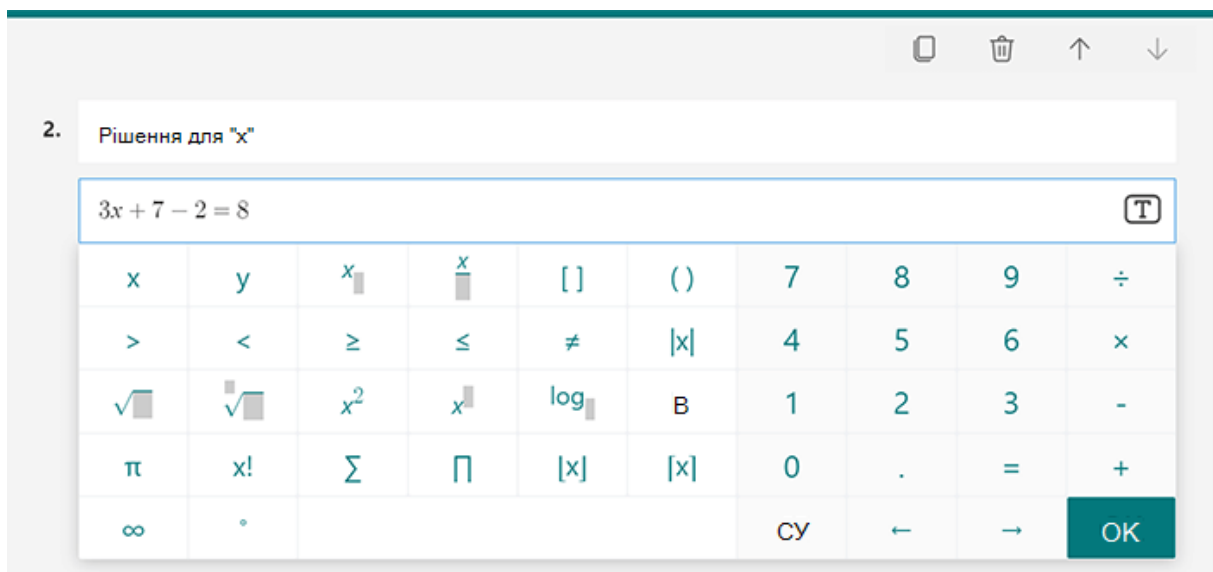 2. Рішення для "x"
3x + 7 − 2 = 8
T
x y x▯ x/▯ [ ] ( ) 7 8 9 ÷
> < ≥ ≤ ≠ |x| 4 5 6 ×
√▯ ▯√▯ x² x▯ log▯ В 1 2 3 -
π x! Σ ∏ ⌊x⌋ ⌈x⌉ 0 . = +
∞ ° СУ ← → OK